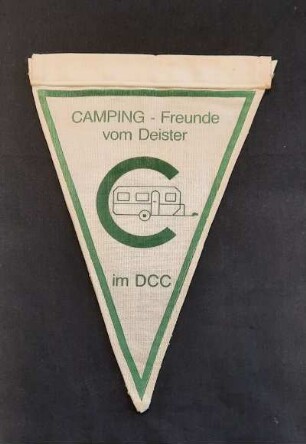 CAMPING - Freunde
vom Deister
C
im DCC